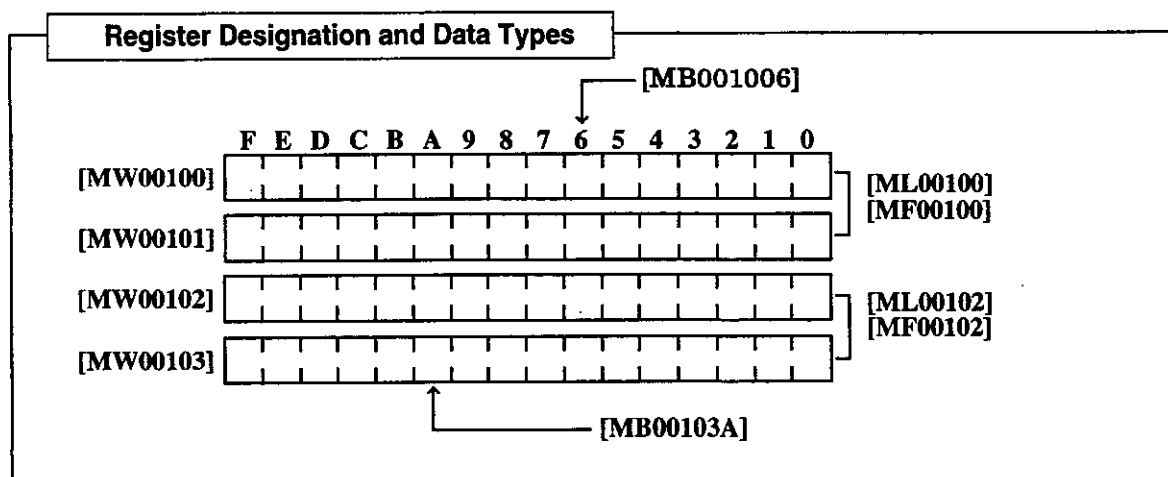 Register Designation and Data Types
[MB001006]
F E D C B A 9 8 7 6 5 4 3 2 1 0
[MW00100]
[ML00100]
[MF00100]
[MW00101]
[MW00102]
[ML00102]
[MF00102]
[MW00103]
[MB00103A]